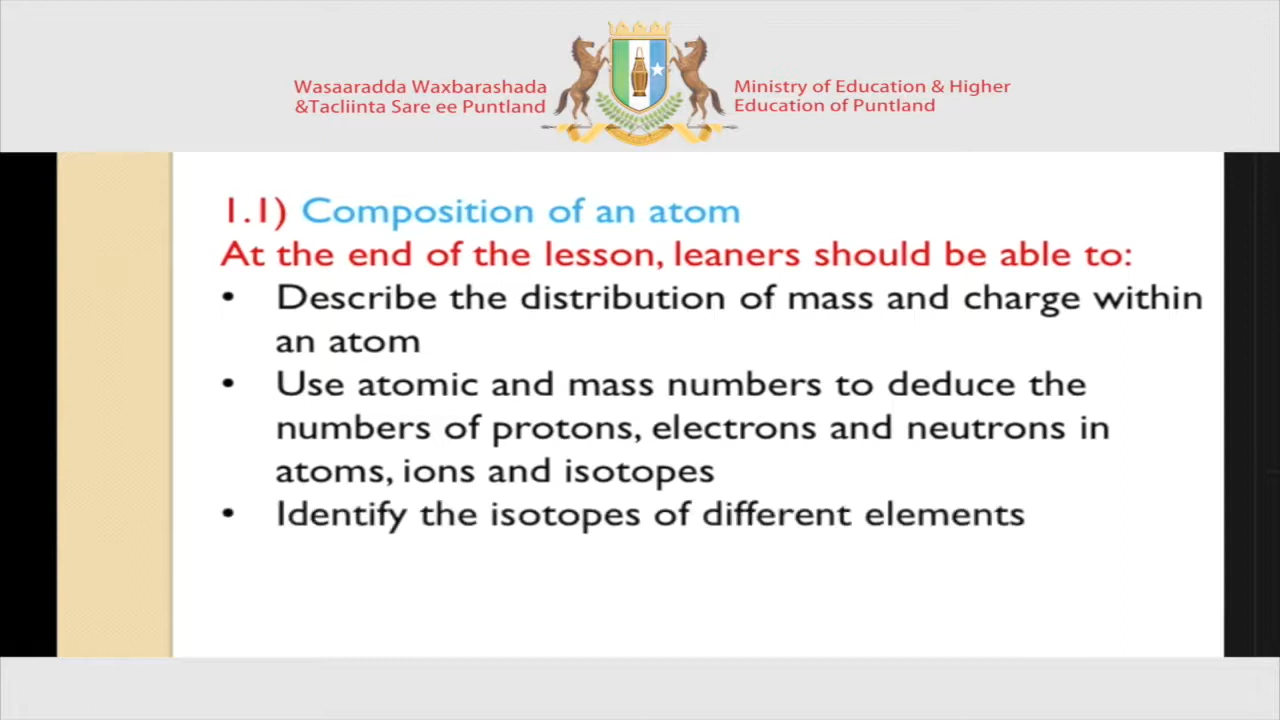 Wasaaradda Waxbarashada
&Tacliinta Sare ee Puntland
Ministry of Education & Higher
Education of Puntland
1.1) Composition of an atom
At the end of the lesson, leaners should be able to:
• Describe the distribution of mass and charge within
an atom
• Use atomic and mass numbers to deduce the
numbers of protons, electrons and neutrons in
atoms, ions and isotopes
• Identify the isotopes of different elements